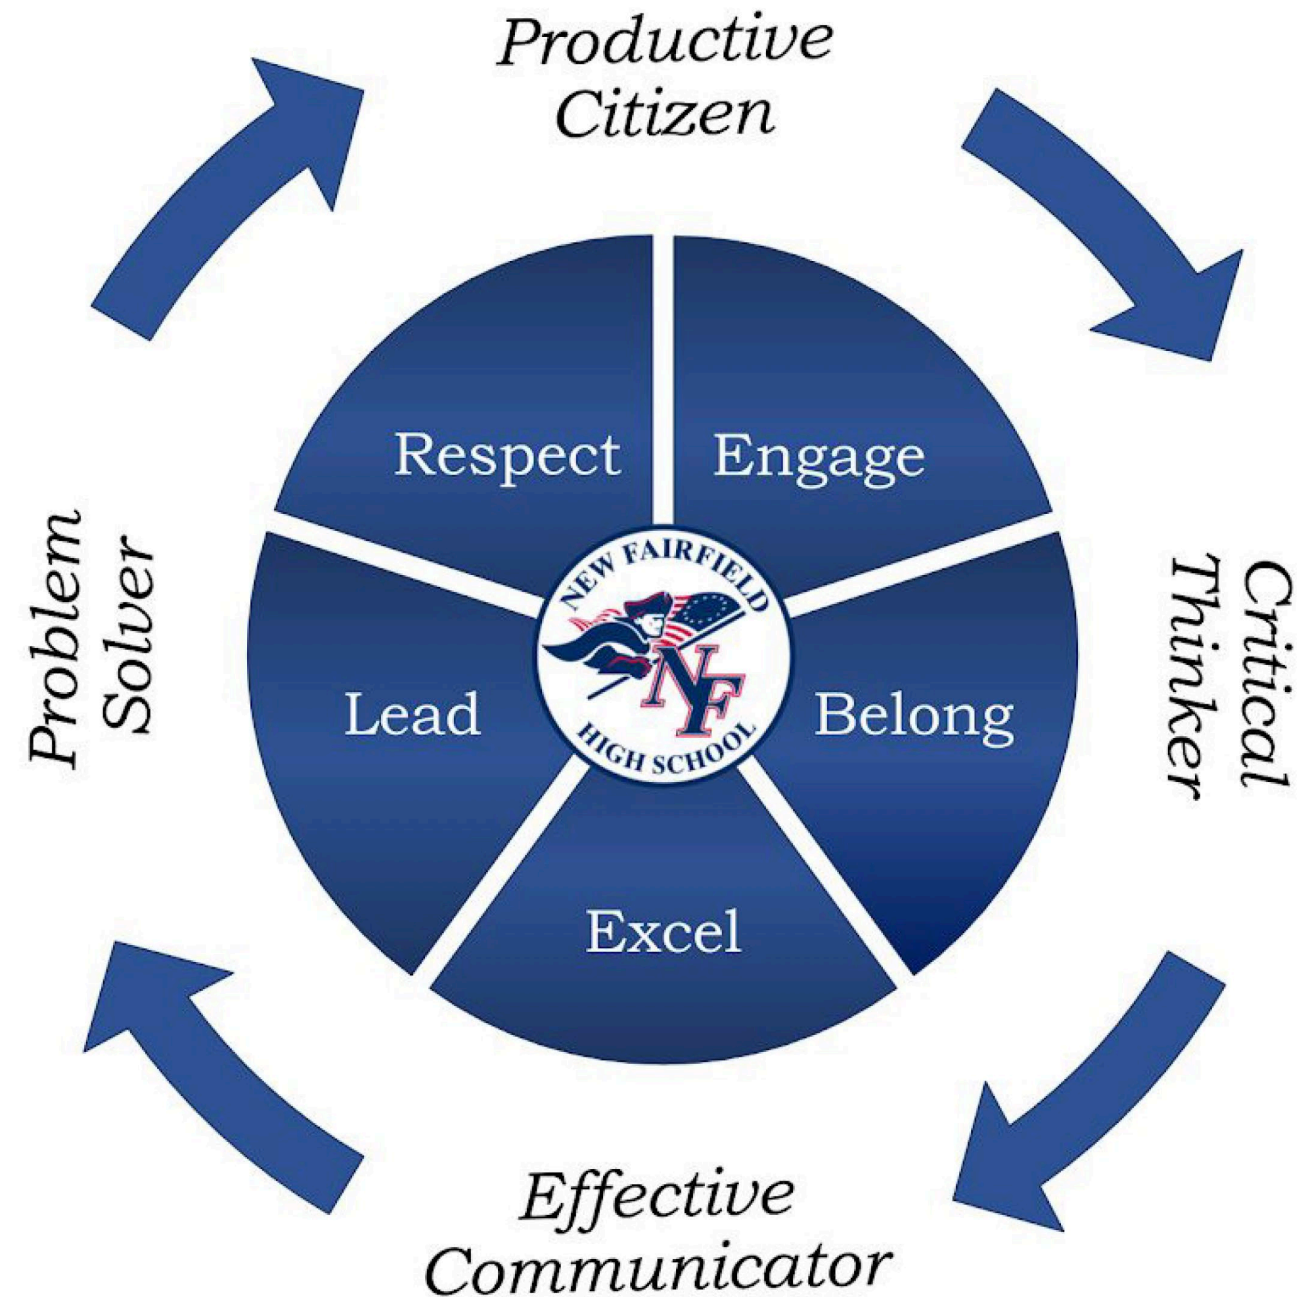 Productive
Citizen
Respect
Engage
NEW FAIRFIELD
NF
HIGH SCHOOL
Lead
Belong
Excel
Problem
Solver
Critical
Thinker
Effective
Communicator